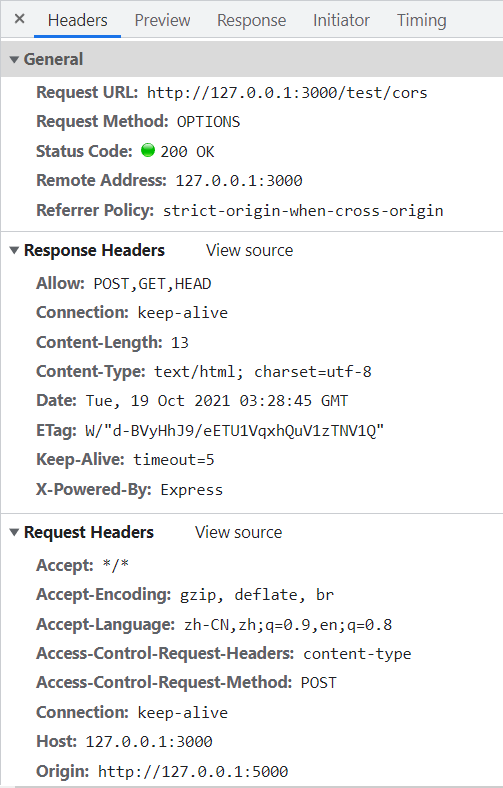 × Headers Preview Response Initiator Timing
▼ General
Request URL: http://127.0.0.1:3000/test/cors
Request Method: OPTIONS
Status Code: 200 OK
Remote Address: 127.0.0.1:3000
Referrer Policy: strict-origin-when-cross-origin
▼ Response Headers View source
Allow: POST,GET,HEAD
Connection: keep-alive
Content-Length: 13
Content-Type: text/html; charset=utf-8
Date: Tue, 19 Oct 2021 03:28:45 GMT
ETag: W/"d-BVyHhJ9/eETU1VqxhQuV1zTNV1Q"
Keep-Alive: timeout=5
X-Powered-By: Express
▼ Request Headers View source
Accept: */*
Accept-Encoding: gzip, deflate, br
Accept-Language: zh-CN,zh;q=0.9,en;q=0.8
Access-Control-Request-Headers: content-type
Access-Control-Request-Method: POST
Connection: keep-alive
Host: 127.0.0.1:3000
Origin: http://127.0.0.1:5000